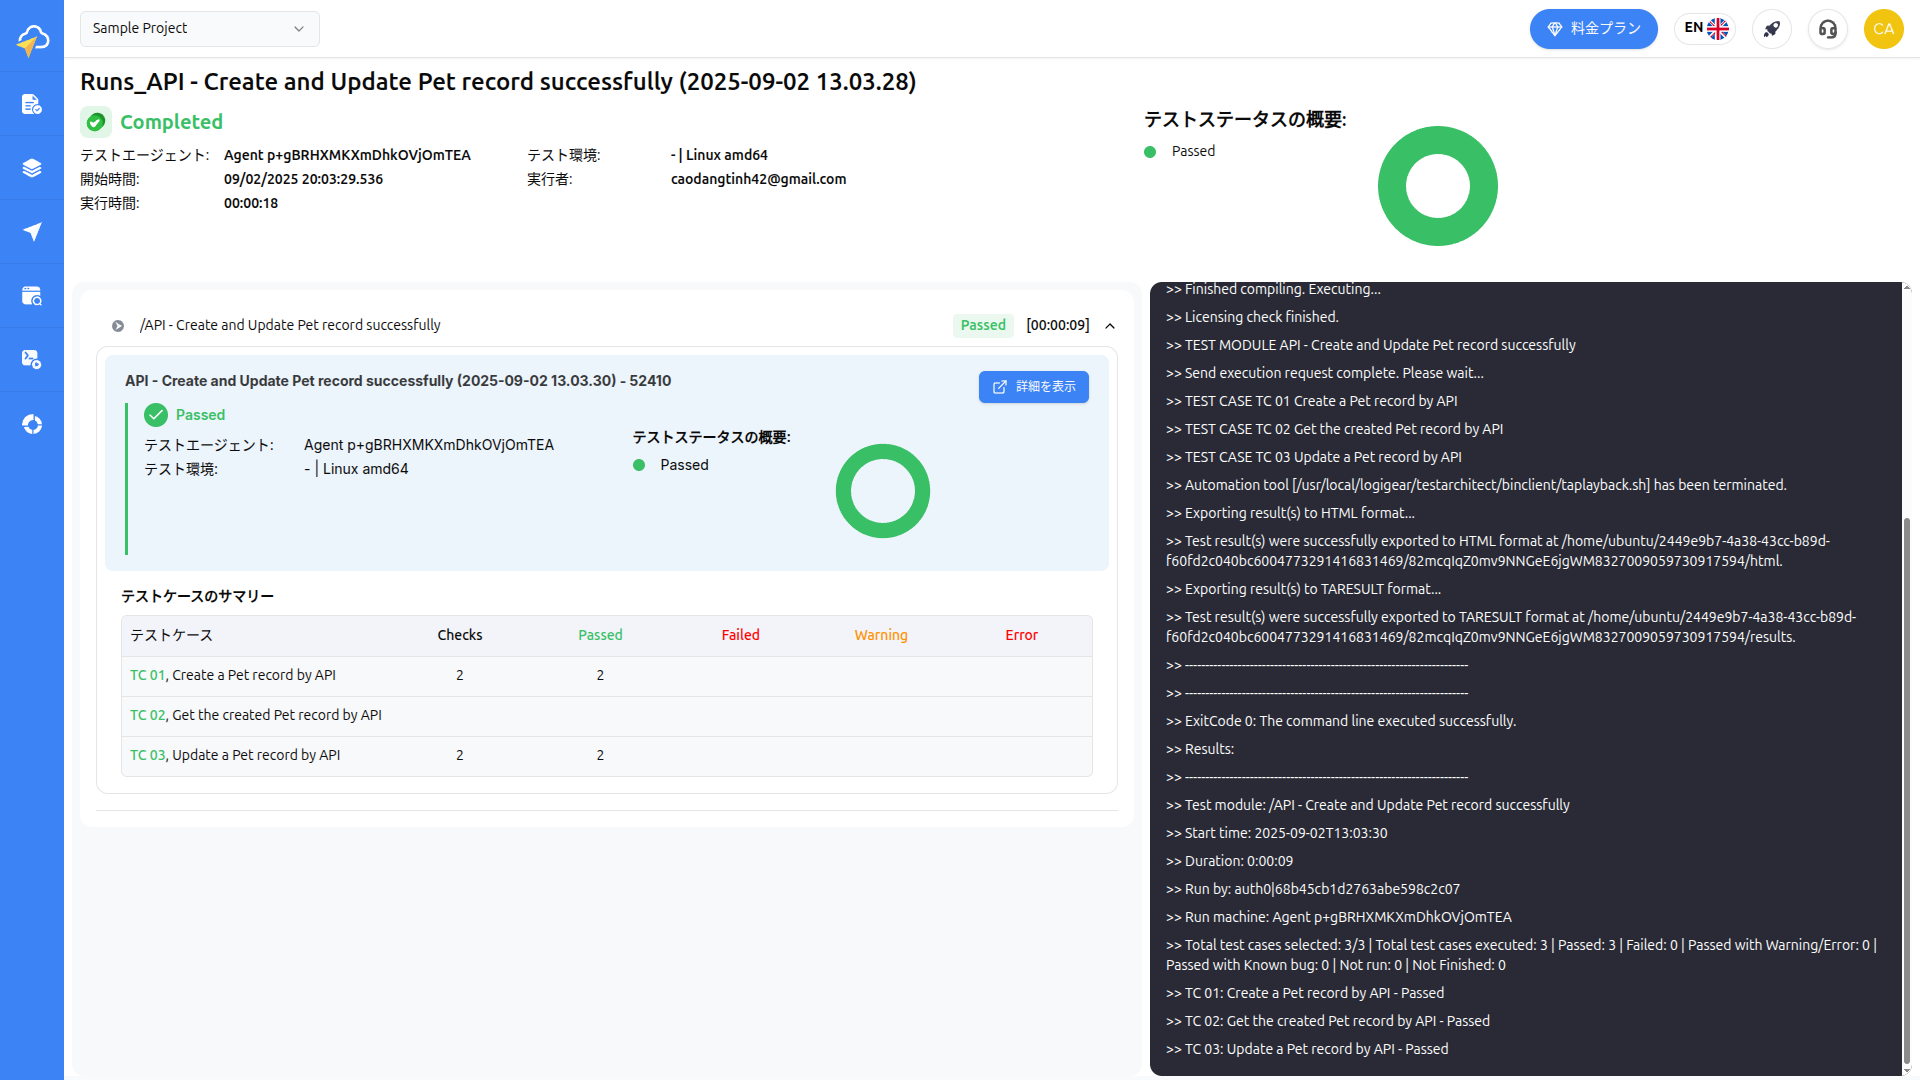 Sample Project
料金プラン
EN
CA
Runs_API - Create and Update Pet record successfully (2025-09-02 13.03.28)
Completed
テストエージェント: Agent p+gBRHXMKXmDhkOVjOmTEA テスト環境: - | Linux amd64
開始時間: 09/02/2025 20:03:29.536 実行者: caodangtinh42@gmail.com
実行時間: 00:00:18
テストステータスの概要:
Passed
/API - Create and Update Pet record successfully Passed [00:00:09]
API - Create and Update Pet record successfully (2025-09-02 13.03.30) - 52410
詳細を表示
Passed
テストエージェント: Agent p+gBRHXMKXmDhkOVjOmTEA
テスト環境: - | Linux amd64
テストステータスの概要:
Passed
テストケースのサマリー
テストケース Checks Passed Failed Warning Error
TC 01, Create a Pet record by API 2 2
TC 02, Get the created Pet record by API
TC 03, Update a Pet record by API 2 2
>> Finished compiling. Executing...
>> Licensing check finished.
>> TEST MODULE API - Create and Update Pet record successfully
>> Send execution request complete. Please wait...
>> TEST CASE TC 01 Create a Pet record by API
>> TEST CASE TC 02 Get the created Pet record by API
>> TEST CASE TC 03 Update a Pet record by API
>> Automation tool [/usr/local/logigear/testarchitect/binclient/taplayback.sh] has been terminated.
>> Exporting result(s) to HTML format...
>> Test result(s) were successfully exported to HTML format at /home/ubuntu/2449e9b7-4a38-43cc-b89d-
f60fd2c040bc6004773291416831469/82mcqIqZ0mv9NNGeE6jgWM8327009059730917594/html.
>> Exporting result(s) to TARESULT format...
>> Test result(s) were successfully exported to TARESULT format at /home/ubuntu/2449e9b7-4a38-43cc-b89d-
f60fd2c040bc6004773291416831469/82mcqIqZ0mv9NNGeE6jgWM8327009059730917594/results.
>> -----------------------------------------------------------------------
>> -----------------------------------------------------------------------
>> ExitCode 0: The command line executed successfully.
>> Results:
>> -----------------------------------------------------------------------
>> Test module: /API - Create and Update Pet record successfully
>> Start time: 2025-09-02T13:03:30
>> Duration: 0:00:09
>> Run by: auth0|68b45cb1d2763abe598c2c07
>> Run machine: Agent p+gBRHXMKXmDhkOVjOmTEA
>> Total test cases selected: 3/3 | Total test cases executed: 3 | Passed: 3 | Failed: 0 | Passed with Warning/Error: 0 |
Passed with Known bug: 0 | Not run: 0 | Not Finished: 0
>> TC 01: Create a Pet record by API - Passed
>> TC 02: Get the created Pet record by API - Passed
>> TC 03: Update a Pet record by API - Passed